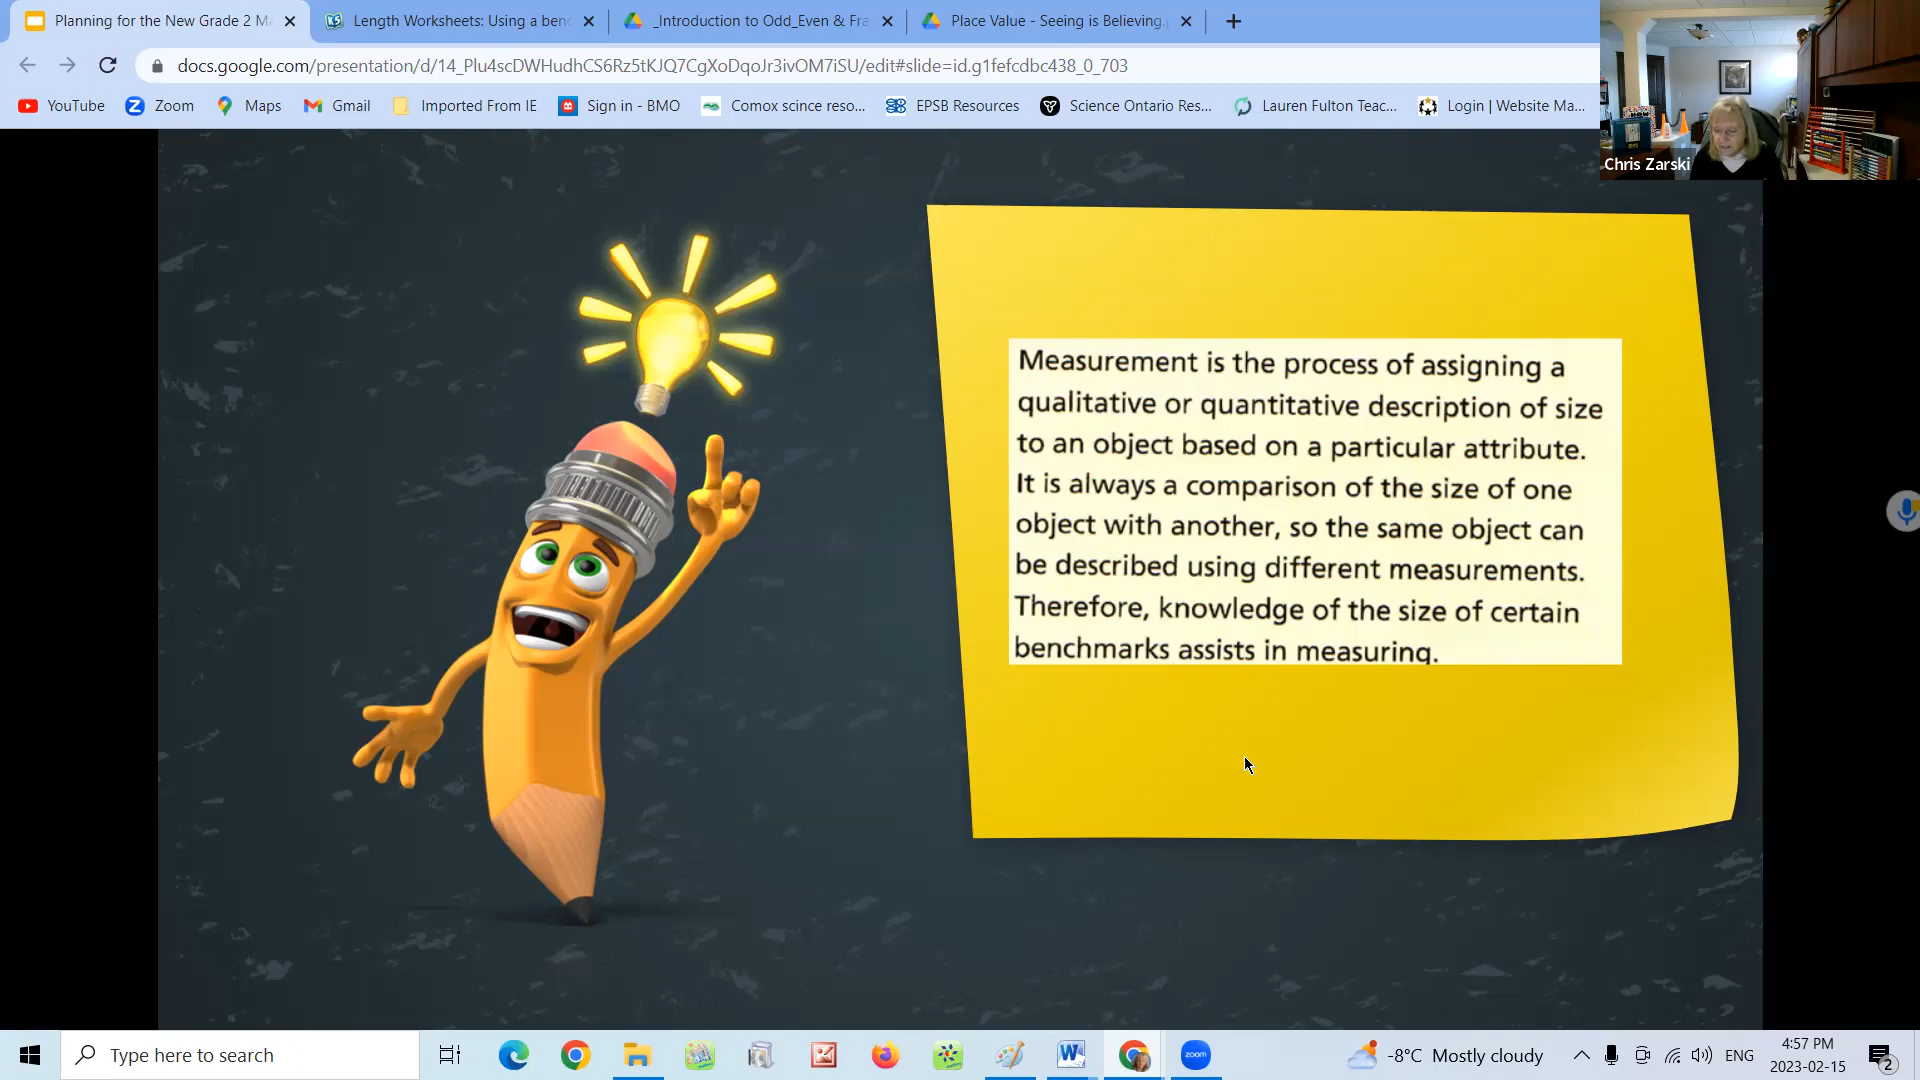 Planning for the New Grade 2 Ma
Length Worksheets: Using a benc
_Introduction to Odd_Even & Fra
Place Value - Seeing is Believing.p
docs.google.com/presentation/d/14_Plu4scDWHudhCS6Rz5tKJQ7CgXoDqoJr3ivOM7iSU/edit#slide=id.g1fefcdbc438_0_703
YouTube
Zoom
Maps
Gmail
Imported From IE
Sign in - BMO
Comox scince reso...
EPSB Resources
Science Ontario Res...
Lauren Fulton Teac...
Login | Website Ma...
Chris Zarski
Measurement is the process of assigning a
qualitative or quantitative description of size
to an object based on a particular attribute.
It is always a comparison of the size of one
object with another, so the same object can
be described using different measurements.
Therefore, knowledge of the size of certain
benchmarks assists in measuring.
Type here to search
zoom
-8°C Mostly cloudy
ENG
4:57 PM
2023-02-15
2